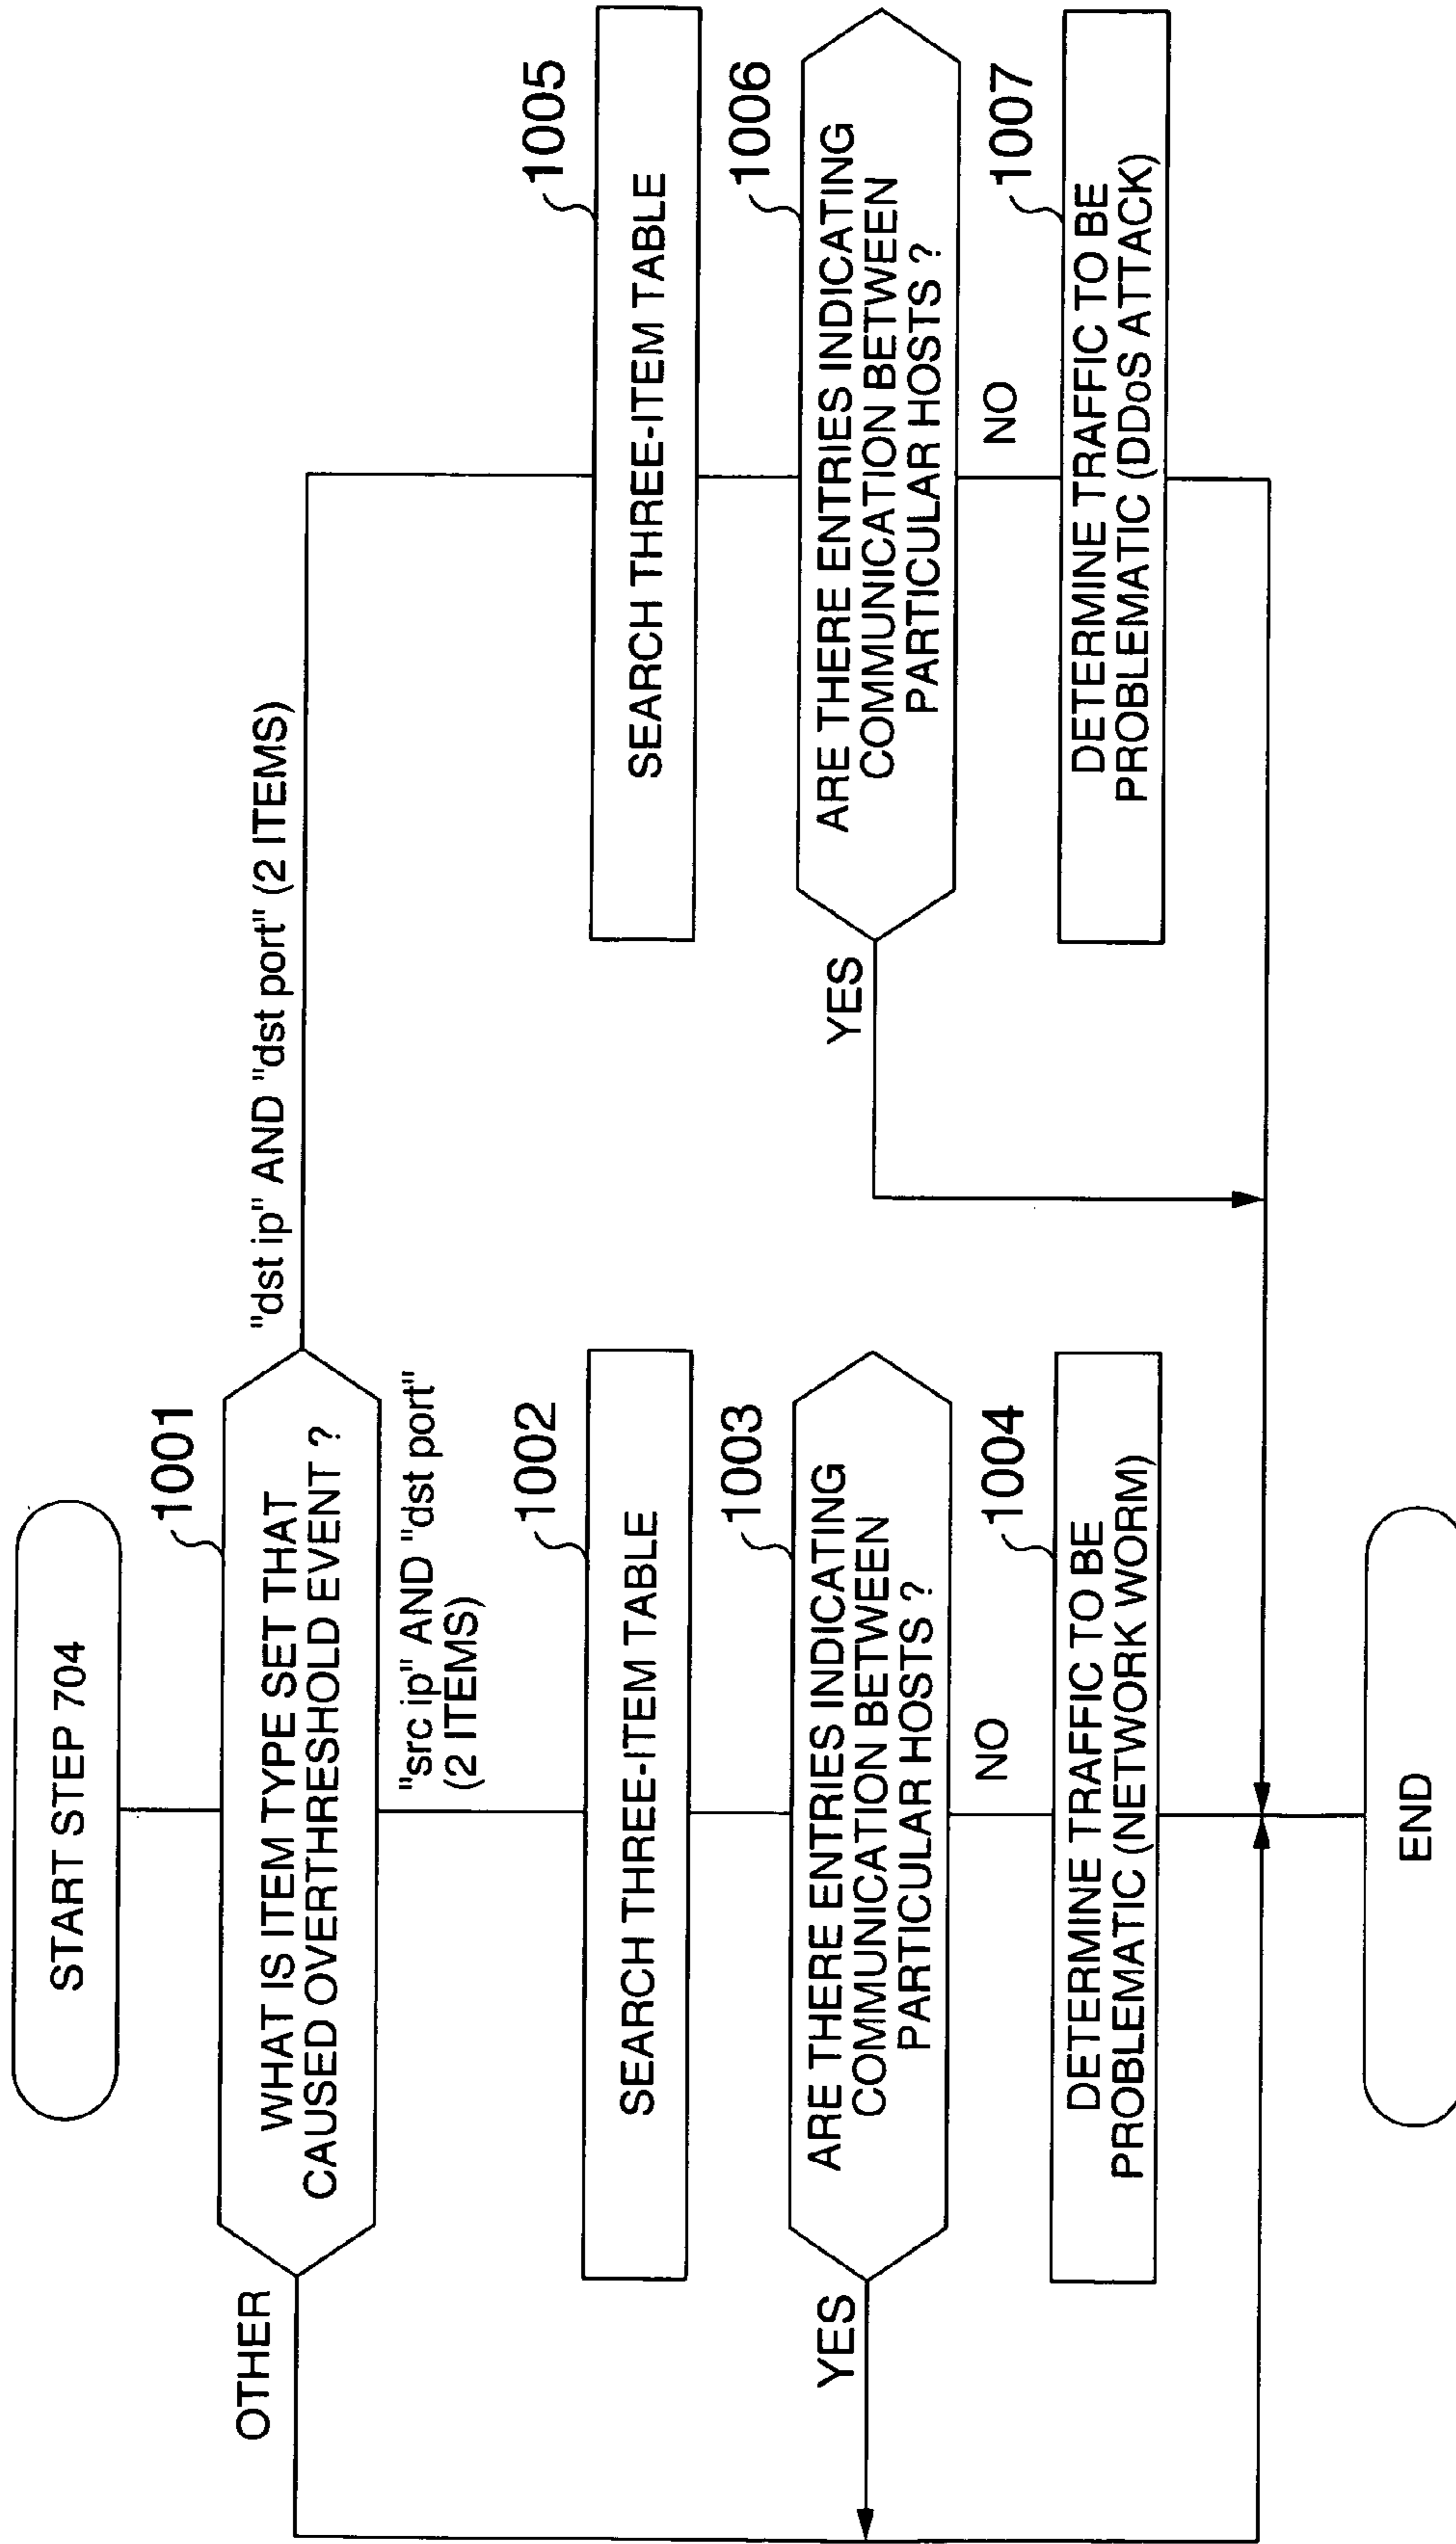 START STEP 704
1001
WHAT IS ITEM TYPE SET THAT
CAUSED OVERTHRESHOLD EVENT ?
OTHER
"dst ip" AND "dst port" (2 ITEMS)
"src ip" AND "dst port"
(2 ITEMS)
1002
SEARCH THREE-ITEM TABLE
1003
ARE THERE ENTRIES INDICATING
COMMUNICATION BETWEEN
PARTICULAR HOSTS ?
YES
NO
1004
DETERMINE TRAFFIC TO BE
PROBLEMATIC (NETWORK WORM)
1005
SEARCH THREE-ITEM TABLE
1006
ARE THERE ENTRIES INDICATING
COMMUNICATION BETWEEN
PARTICULAR HOSTS ?
YES
NO
1007
DETERMINE TRAFFIC TO BE
PROBLEMATIC (DDoS ATTACK)
END